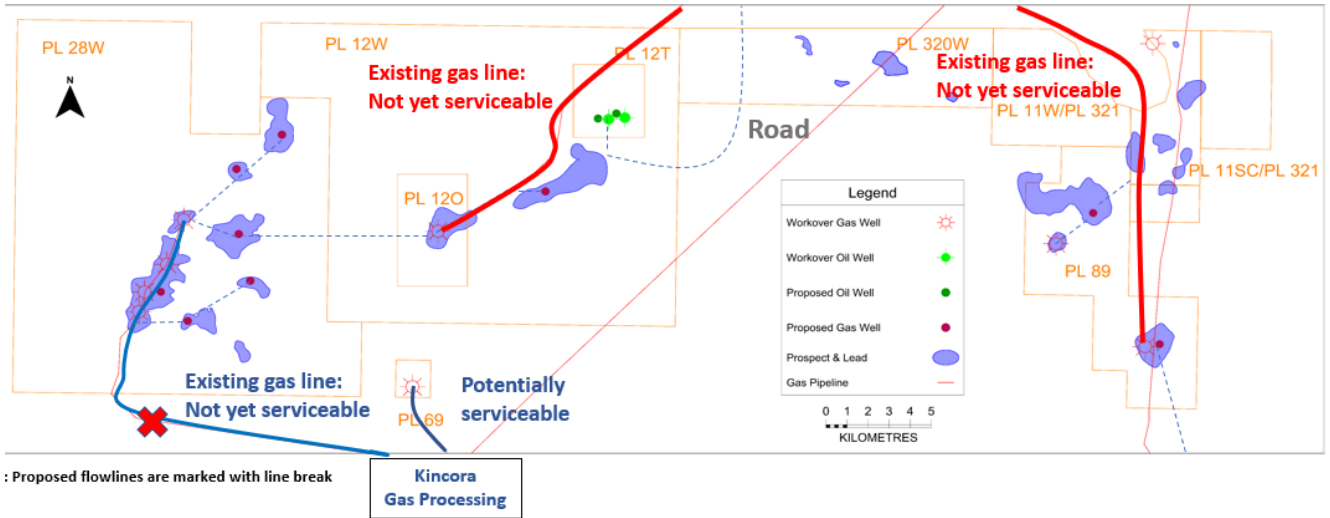 PL 28W
PL 12W
PL 12T
PL 320W
Existing gas line:
Not yet serviceable
Existing gas line:
Not yet serviceable
N
Road
PL 11W/PL 321
PL 11SC/PL 321
PL 12O
PL 89
Legend
Workover Gas Well
Workover Oil Well
Proposed Oil Well
Proposed Gas Well
Prospect & Lead
Gas Pipeline
0 1 2 3 4 5
KILOMETRES
Existing gas line:
Not yet serviceable
Potentially
serviceable
PL 69
: Proposed flowlines are marked with line break
Kincora
Gas Processing